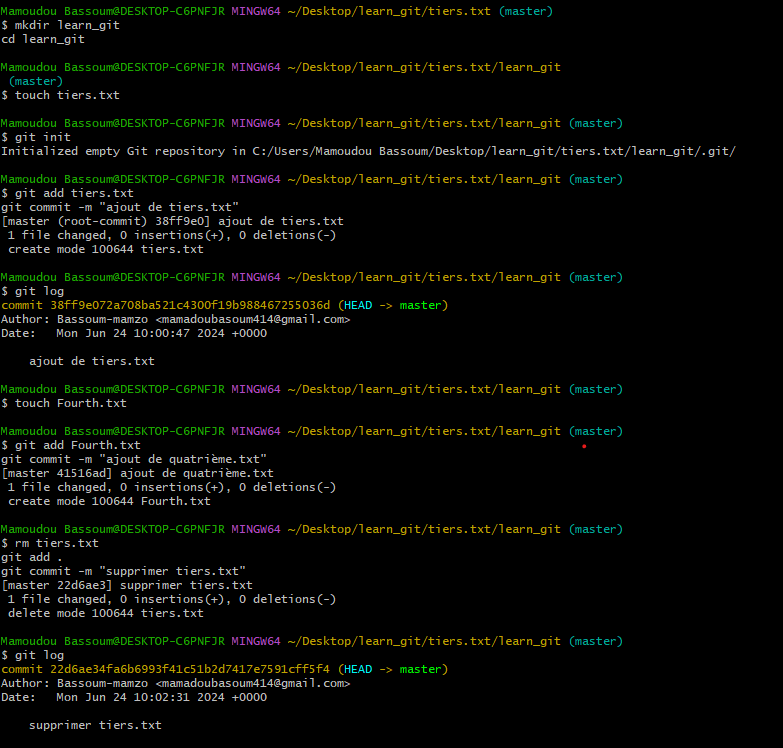 Mamoudou Bassoum@DESKTOP-C6PNFJR MINGW64 ~/Desktop/learn_git/tiers.txt (master)
$ mkdir learn_git
cd learn_git
Mamoudou Bassoum@DESKTOP-C6PNFJR MINGW64 ~/Desktop/learn_git/tiers.txt/learn_git
(master)
$ touch tiers.txt
Mamoudou Bassoum@DESKTOP-C6PNFJR MINGW64 ~/Desktop/learn_git/tiers.txt/learn_git (master)
$ git init
Initialized empty Git repository in C:/Users/Mamoudou Bassoum/Desktop/learn_git/tiers.txt/learn_git/.git/
Mamoudou Bassoum@DESKTOP-C6PNFJR MINGW64 ~/Desktop/learn_git/tiers.txt/learn_git (master)
$ git add tiers.txt
git commit -m "ajout de tiers.txt"
[master (root-commit) 38ff9e0] ajout de tiers.txt
1 file changed, 0 insertions(+), 0 deletions(-)
create mode 100644 tiers.txt
Mamoudou Bassoum@DESKTOP-C6PNFJR MINGW64 ~/Desktop/learn_git/tiers.txt/learn_git (master)
$ git log
commit 38ff9e072a708ba521c4300f19b988467255036d (HEAD -> master)
Author: Bassoum-mamzo <mamadoubasoum414@gmail.com>
Date:   Mon Jun 24 10:00:47 2024 +0000
ajout de tiers.txt
Mamoudou Bassoum@DESKTOP-C6PNFJR MINGW64 ~/Desktop/learn_git/tiers.txt/learn_git (master)
$ touch Fourth.txt
Mamoudou Bassoum@DESKTOP-C6PNFJR MINGW64 ~/Desktop/learn_git/tiers.txt/learn_git (master)
$ git add Fourth.txt
git commit -m "ajout de quatrième.txt"
[master 41516ad] ajout de quatrième.txt
1 file changed, 0 insertions(+), 0 deletions(-)
create mode 100644 Fourth.txt
Mamoudou Bassoum@DESKTOP-C6PNFJR MINGW64 ~/Desktop/learn_git/tiers.txt/learn_git (master)
$ rm tiers.txt
git add .
git commit -m "supprimer tiers.txt"
[master 22d6ae3] supprimer tiers.txt
1 file changed, 0 insertions(+), 0 deletions(-)
delete mode 100644 tiers.txt
Mamoudou Bassoum@DESKTOP-C6PNFJR MINGW64 ~/Desktop/learn_git/tiers.txt/learn_git (master)
$ git log
commit 22d6ae34fa6b6993f41c51b2d7417e7591cff5f4 (HEAD -> master)
Author: Bassoum-mamzo <mamadoubasoum414@gmail.com>
Date:   Mon Jun 24 10:02:31 2024 +0000
supprimer tiers.txt